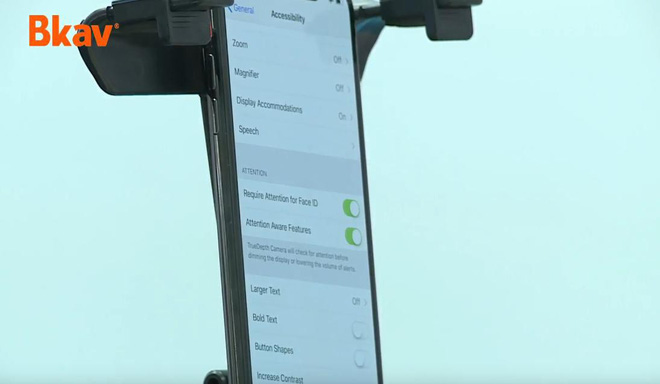 Bkav®
General
Accessibility
Zoom
Off
Magnifier
Off
Display Accommodations
On
Speech
ATTENTION
Require Attention for Face ID
Attention Aware Features
TrueDepth Camera will check for attention before
dimming the display or lowering the volume of alerts.
Larger Text
Off
Bold Text
Button Shapes
Increase Contrast